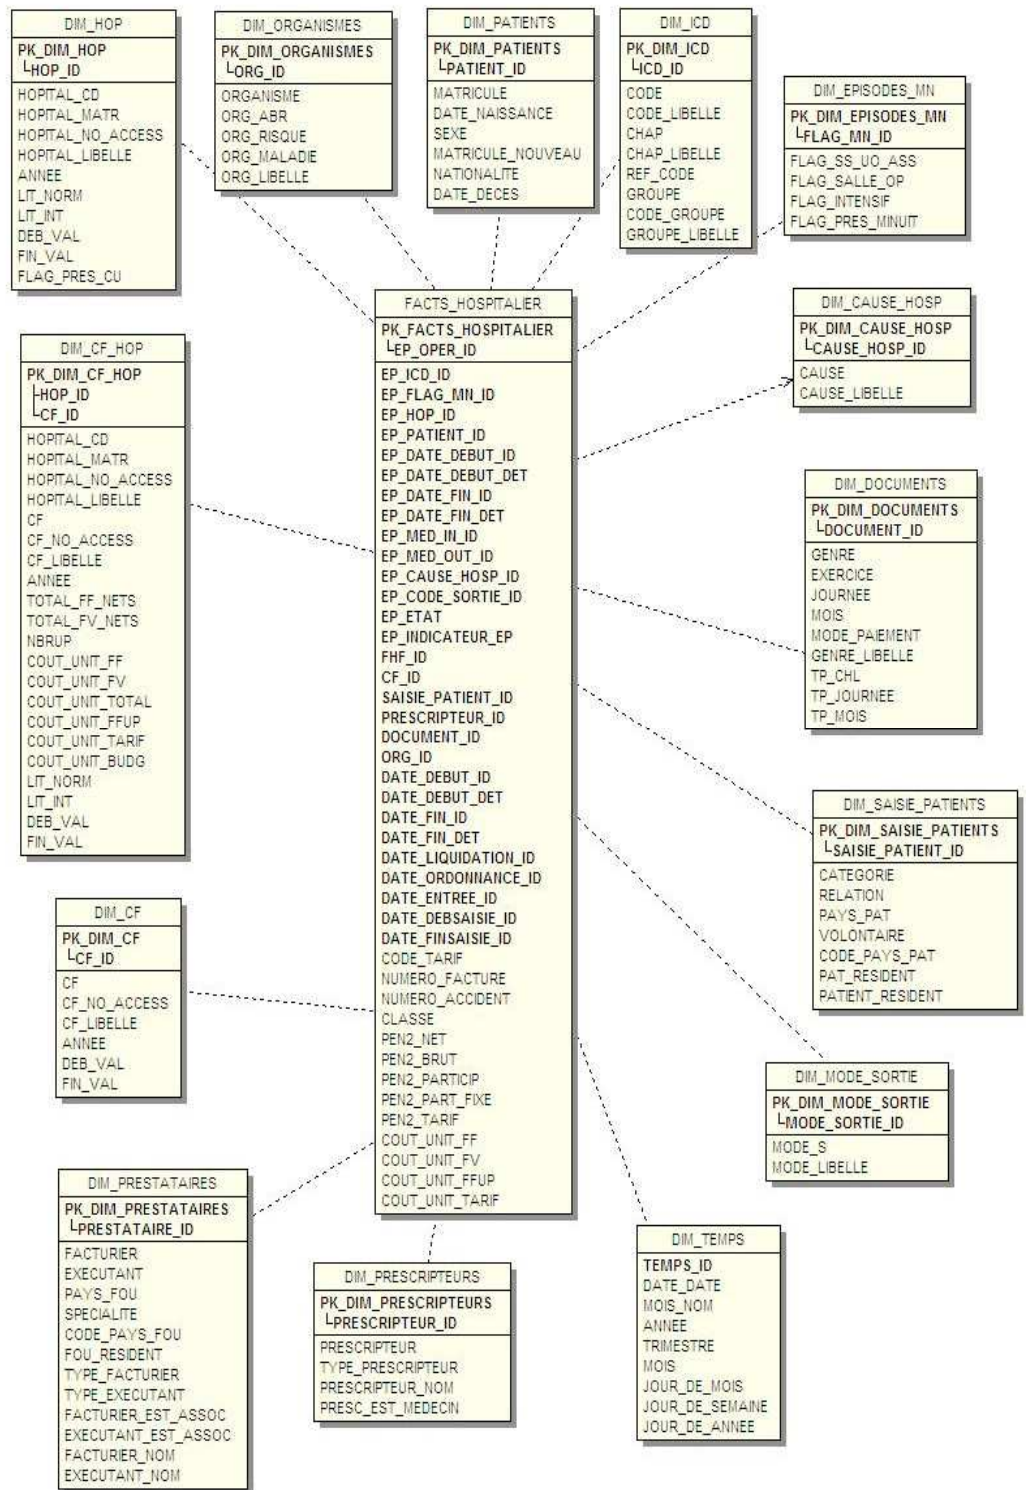 DIM_HOP
PK_DIM_HOP
HOP_ID
HOPITAL_CD
HOPITAL_MATR
HOPITAL_NO_ACCESS
HOPITAL_LIBELLE
ANNEE
LIT_NORM
LIT_INT
DEB_VAL
FIN_VAL
FLAG_PRES_CU
DIM_ORGANISMES
PK_DIM_ORGANISMES
ORG_ID
ORGANISME
ORG_ABR
ORG_RISQUE
ORG_MALADIE
ORG_LIBELLE
DIM_PATIENTS
PK_DIM_PATIENTS
PATIENT_ID
MATRICULE
DATE_NAISSANCE
SEXE
MATRICULE_NOUVEAU
NATIONALITE
DATE_DECES
DIM_ICD
PK_DIM_ICD
ICD_ID
CODE
CODE_LIBELLE
CHAP
CHAP_LIBELLE
REF_CODE
GROUPE
CODE_GROUPE
GROUPE_LIBELLE
DIM_EPISODES_MN
PK_DIM_EPISODES_MN
FLAG_MN_ID
FLAG_SS_UO_ASS
FLAG_SALLE_OP
FLAG_INTENSIF
FLAG_PRES_MINUIT
FACTS_HOSPITALIER
PK_FACTS_HOSPITALIER
EP_OPER_ID
EP_ICD_ID
EP_FLAG_MN_ID
EP_HOP_ID
EP_PATIENT_ID
EP_DATE_DEBUT_ID
EP_DATE_DEBUT_DET
EP_DATE_FIN_ID
EP_DATE_FIN_DET
EP_MED_IN_ID
EP_MED_OUT_ID
EP_CAUSE_HOSP_ID
EP_CODE_SORTIE_ID
EP_ETAT
EP_INDICATEUR_EP
FHF_ID
CF_ID
SAISIE_PATIENT_ID
PRESCRIPTEUR_ID
DOCUMENT_ID
ORG_ID
DATE_DEBUT_ID
DATE_DEBUT_DET
DATE_FIN_ID
DATE_FIN_DET
DATE_LIQUIDATION_ID
DATE_ORDONNANCE_ID
DATE_ENTREE_ID
DATE_DEBSAISIE_ID
DATE_FINSAISIE_ID
CODE_TARIF
NUMERO_FACTURE
NUMERO_ACCIDENT
CLASSE
PEN2_NET
PEN2_BRUT
PEN2_PARTICIP
PEN2_PART_FIXE
PEN2_TARIF
COUT_UNIT_FF
COUT_UNIT_FV
COUT_UNIT_FFUP
COUT_UNIT_TARIF
DIM_CAUSE_HOSP
PK_DIM_CAUSE_HOSP
CAUSE_HOSP_ID
CAUSE
CAUSE_LIBELLE
DIM_CF_HOP
PK_DIM_CF_HOP
HOP_ID
CF_ID
HOPITAL_CD
HOPITAL_MATR
HOPITAL_NO_ACCESS
HOPITAL_LIBELLE
CF
CF_NO_ACCESS
CF_LIBELLE
ANNEE
TOTAL_FF_NETS
TOTAL_FV_NETS
NBRUP
COUT_UNIT_FF
COUT_UNIT_FV
COUT_UNIT_TOTAL
COUT_UNIT_FFUP
COUT_UNIT_TARIF
COUT_UNIT_BUDG
LIT_NORM
LIT_INT
DEB_VAL
FIN_VAL
DIM_DOCUMENTS
PK_DIM_DOCUMENTS
DOCUMENT_ID
GENRE
EXERCICE
JOURNEE
MOIS
MODE_PAIEMENT
GENRE_LIBELLE
TP_CHL
TP_JOURNEE
TP_MOIS
DIM_SAISIE_PATIENTS
PK_DIM_SAISIE_PATIENTS
SAISIE_PATIENT_ID
CATEGORIE
RELATION
PAYS_PAT
VOLONTAIRE
CODE_PAYS_PAT
PAT_RESIDENT
PATIENT_RESIDENT
DIM_CF
PK_DIM_CF
CF_ID
CF
CF_NO_ACCESS
CF_LIBELLE
ANNEE
DEB_VAL
FIN_VAL
DIM_MODE_SORTIE
PK_DIM_MODE_SORTIE
MODE_SORTIE_ID
MODE_S
MODE_LIBELLE
DIM_PRESTATAIRES
PK_DIM_PRESTATAIRES
PRESTATAIRE_ID
FACTURIER
EXECUTANT
PAYS_FOU
SPECIALITE
CODE_PAYS_FOU
FOU_RESIDENT
TYPE_FACTURIER
TYPE_EXECUTANT
FACTURIER_EST_ASSOC
EXECUTANT_EST_ASSOC
FACTURIER_NOM
EXECUTANT_NOM
DIM_PRESCRIPTEURS
PK_DIM_PRESCRIPTEURS
PRESCRIPTEUR_ID
PRESCRIPTEUR
TYPE_PRESCRIPTEUR
PRESCRIPTEUR_NOM
PRESC_EST_MEDECIN
DIM_TEMPS
TEMPS_ID
DATE_DATE
MOIS_NOM
ANNEE
TRIMESTRE
MOIS
JOUR_DE_MOIS
JOUR_DE_SEMAINE
JOUR_DE_ANNEE